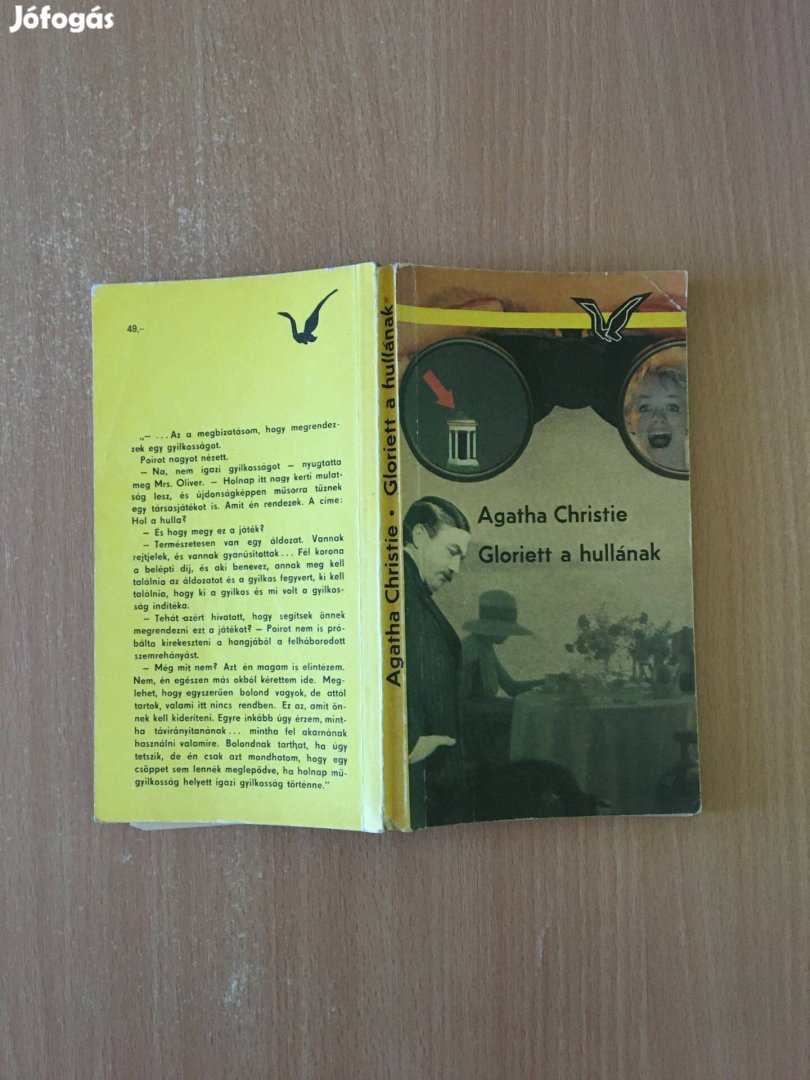 Jófogás
49,–
„– ... Az a megbízatásom, hogy megrendez-
zek egy gyilkosságot.
Poirot nagyot nézett.
– Na, nem igazi gyilkosságot – nyugtatta
meg Mrs. Oliver. – Holnap itt nagy kerti mulat-
ság lesz, és újdonságképpen műsorra tűznek
egy társasjátékot is. Amit én rendezek. A címe:
Hol a hulla?
– És hogy megy ez a játék?
– Természetesen van egy áldozat. Vannak
rejtjelek, és vannak gyanúsítottak... Fél korona
a belépti díj, és aki benevez, annak meg kell
találnia az áldozatot és a gyilkos fegyvert, ki kell
találnia, hogy ki a gyilkos és mi volt a gyilkos-
ság indítéka.
– Tehát azért hívatott, hogy segítsek önnek
megrendezni ezt a játékot? – Poirot nem is pró-
bálta kirekeszteni a hangjából a felháborodott
szemrehányást.
– Még mit nem? Azt én magam is elintézem.
Nem, én egészen más okból kérettem ide. Meg-
lehet, hogy egyszerűen bolond vagyok, de attól
tartok, valami itt nincs rendben. Ez az, amit ön-
nek kell kideríteni. Egyre inkább úgy érzem, mint-
ha távirányítanának... mintha fel akarnának
használni valamire. Bolondnak tarthat, ha úgy
tetszik, de én csak azt mondhatom, hogy egy
csöppet sem lennék meglepődve, ha holnap mű-
gyilkosság helyett igazi gyilkosság történne."
Agatha Christie • Gloriett a hullának
Agatha Christie
Gloriett a hullának